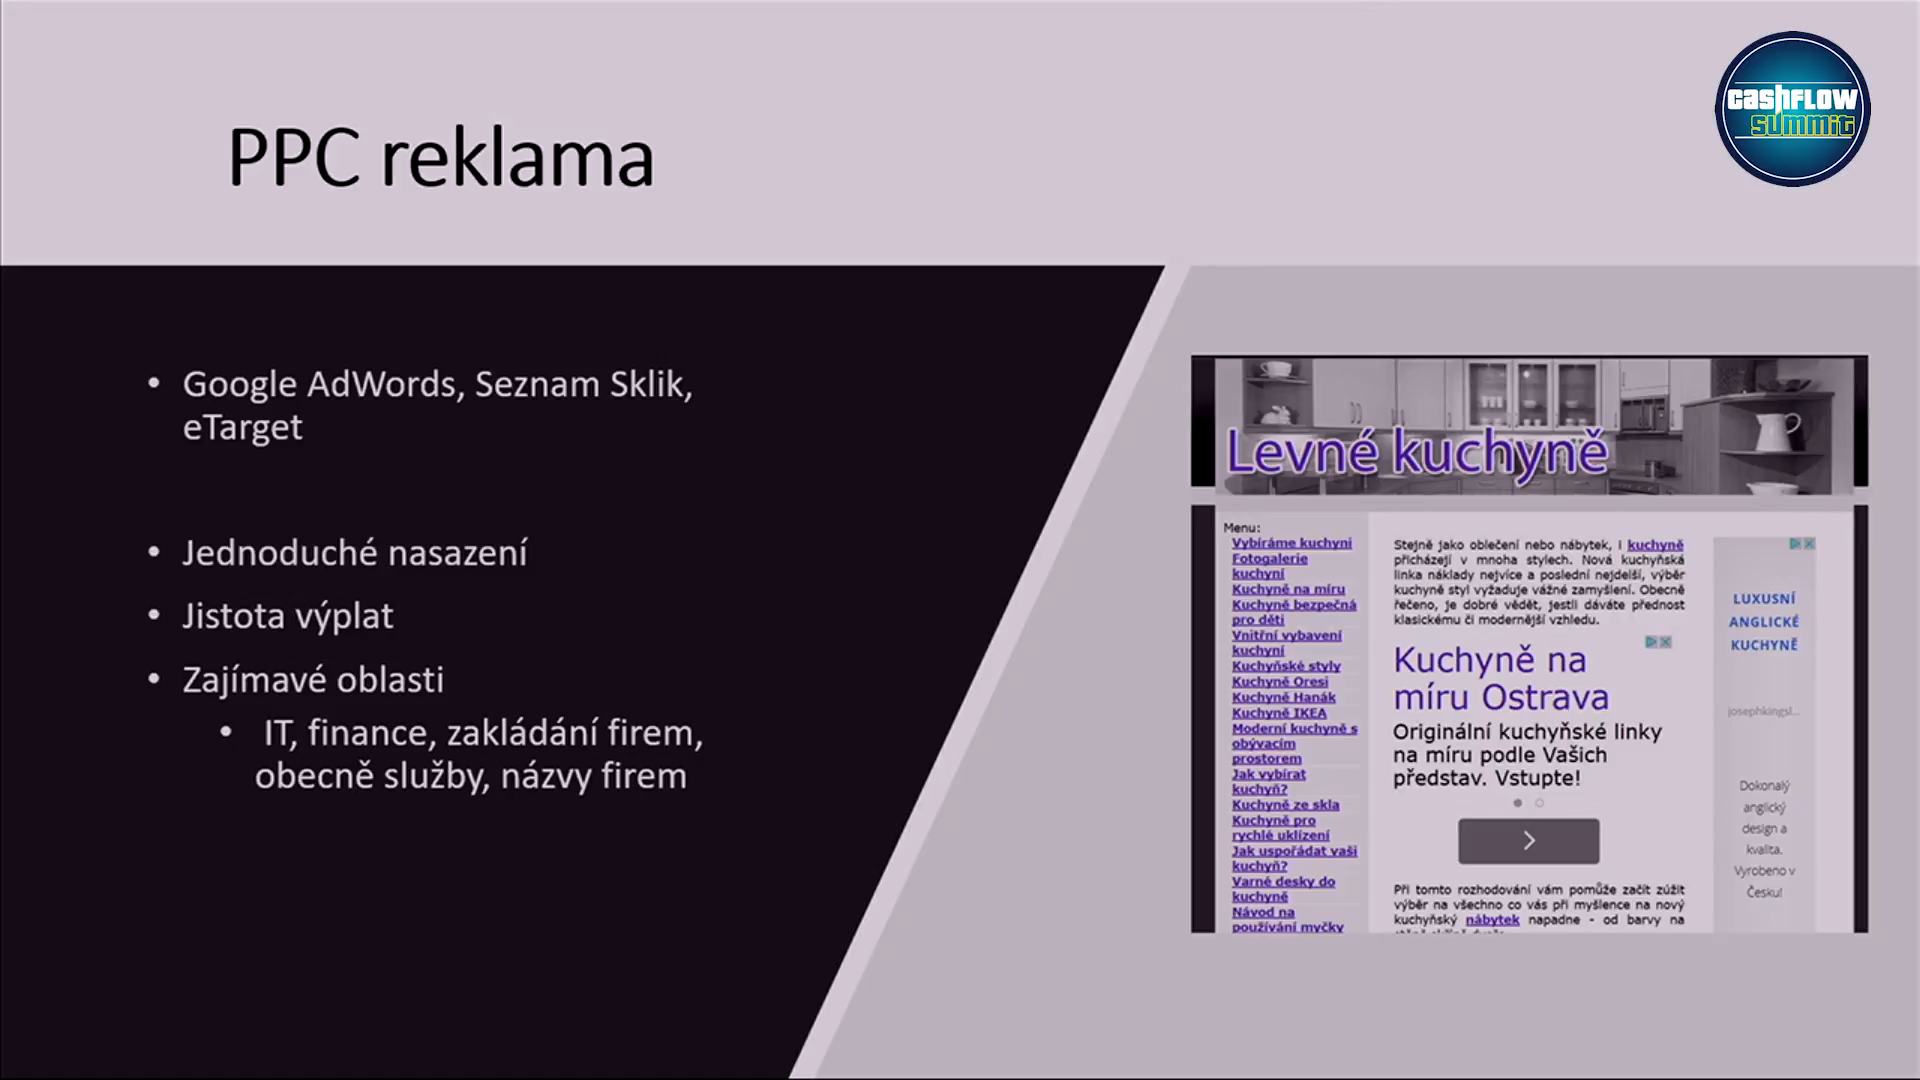 PPC reklama
cashflow
summit
• Google AdWords, Seznam Sklik,
eTarget
• Jednoduché nasazení
• Jistota výplat
• Zajímavé oblasti
• IT, finance, zakládání firem,
obecně služby, názvy firem
Levné kuchyně
Menu:
Vybíráme kuchyni
Fotogalerie
kuchyní
Kuchyně na míru
Kuchyně bezpečná
pro děti
Vnitřní vybavení
kuchyní
Kuchyňské styly
Kuchyně Oresi
Kuchyně Hanák
Kuchyně IKEA
Moderní kuchyně s
obývacím
prostorem
Jak vybírat
kuchyň?
Kuchyně ze skla
Kuchyně pro
rychlé uklízení
Jak uspořádat vaši
kuchyň?
Varné desky do
kuchyně
Návod na
používání myčky
Stejně jako oblečení nebo nábytek, i kuchyně
přicházejí v mnoha stylech. Nová kuchyňská
linka náklady nejvíce a poslední nejdelší, výběr
kuchyně styl vyžaduje vážné zamyšlení. Obecně
řečeno, je dobré vědět, jestli dáváte přednost
klasickému či modernější vzhledu.
Kuchyně na
míru Ostrava
Originální kuchyňské linky
na míru podle Vašich
představ. Vstupte!
Při tomto rozhodování vám pomůže začít zúžit
výběr na všechno co vás při myšlence na nový
kuchyňský nábytek napadne - od barvy na
LUXUSNÍ
ANGLICKÉ
KUCHYNĚ
josephkingsl...
Dokonalý
anglický
design a
kvalita.
Vyrobeno v
Česku!